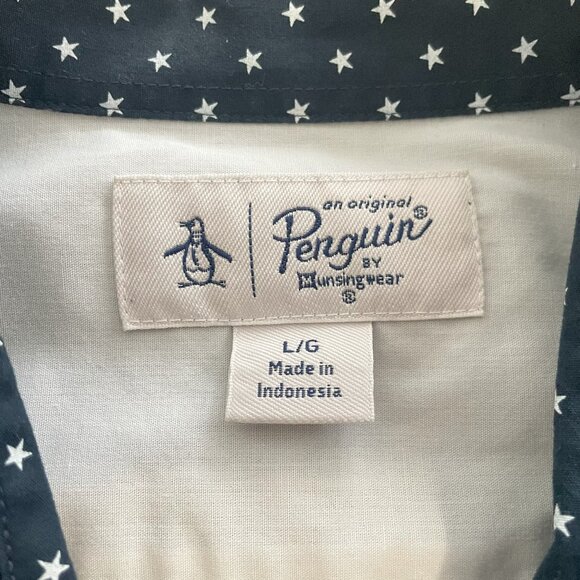 an original
Penguin®
BY
Munsingwear
®
L/G
Made in
Indonesia